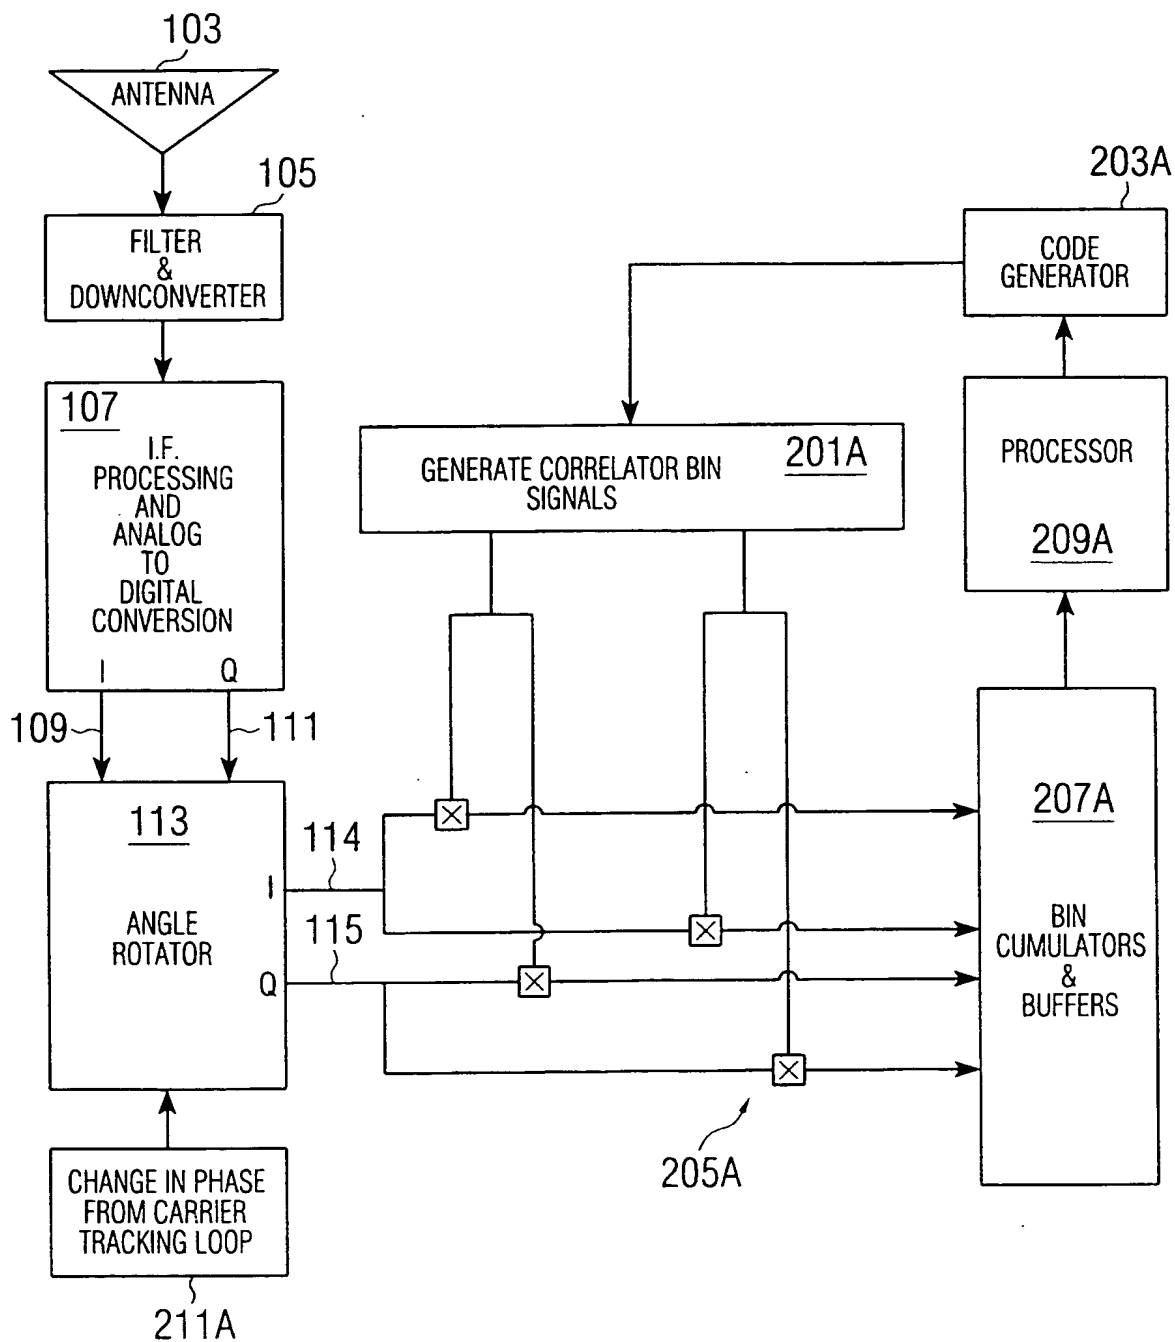 103
ANTENNA
105
FILTER
&
DOWNCONVERTER
107
I.F.
PROCESSING
AND
ANALOG
TO
DIGITAL
CONVERSION
I Q
109
111
113
ANGLE
ROTATOR
I
Q
114
115
CHANGE IN PHASE
FROM CARRIER
TRACKING LOOP
211A
203A
CODE
GENERATOR
PROCESSOR
209A
GENERATE CORRELATOR BIN
SIGNALS
201A
207A
BIN
CUMULATORS
&
BUFFERS
205A